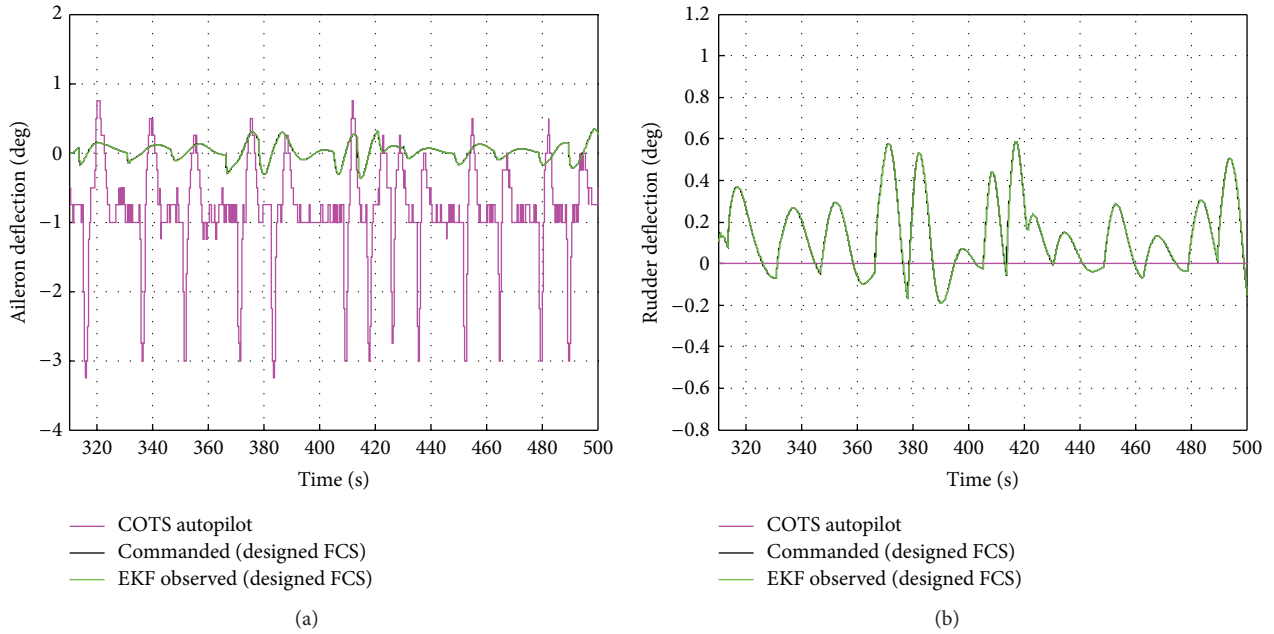 2
1
0
−1
−2
−3
−4
Aileron deflection (deg)
320 340 360 380 400 420 440 460 480 500
Time (s)
COTS autopilot
Commanded (designed FCS)
EKF observed (designed FCS)
(a)
1.2
1
0.8
0.6
0.4
0.2
0
−0.2
−0.4
−0.6
−0.8
Rudder deflection (deg)
320 340 360 380 400 420 440 460 480 500
Time (s)
COTS autopilot
Commanded (designed FCS)
EKF observed (designed FCS)
(b)